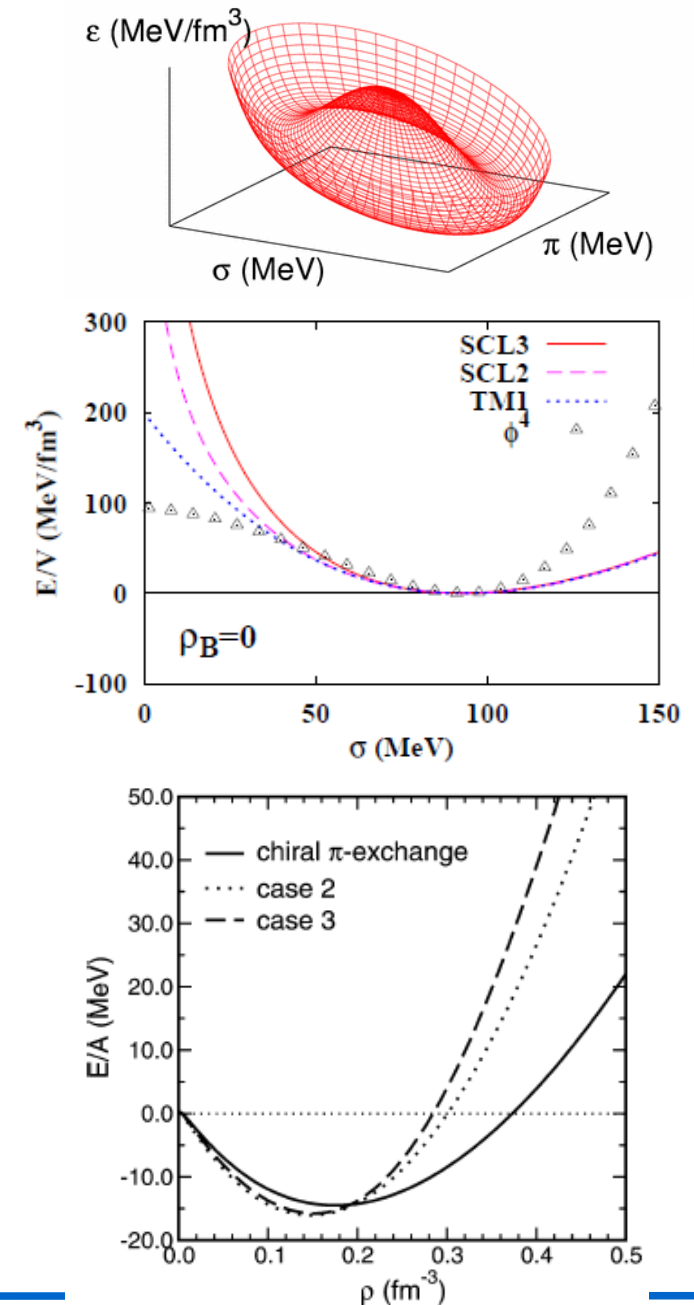 ε (MeV/fm³)
π (MeV)
σ (MeV)
300
200
100
0
-100
E/V (MeV/fm³)
SCL3
SCL2
TM1
ϕ⁴
ρB=0
0 50 100 150
σ (MeV)
50.0
40.0
30.0
20.0
10.0
0.0
-10.0
-20.0
E/A (MeV)
chiral π-exchange
case 2
case 3
0.0 0.1 0.2 0.3 0.4 0.5
ρ (fm⁻³)